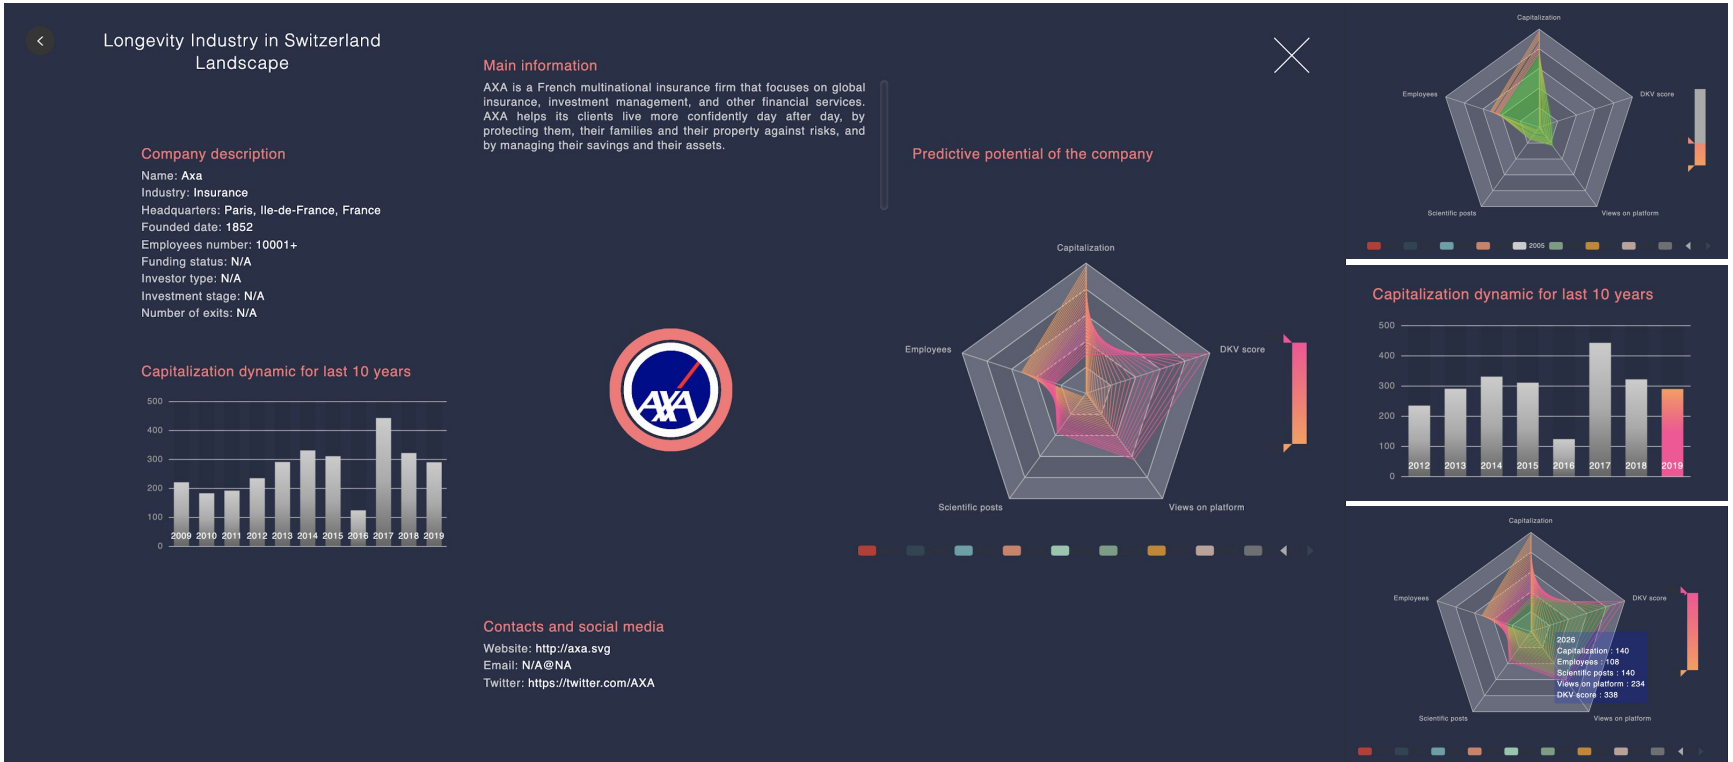 Longevity Industry in Switzerland
Landscape
Company description
Name: Axa
Industry: Insurance
Headquarters: Paris, Ile-de-France, France
Founded date: 1852
Employees number: 10001+
Funding status: N/A
Investor type: N/A
Investment stage: N/A
Number of exits: N/A
Capitalization dynamic for last 10 years
500
400
300
200
100
0
2009 2010 2011 2012 2013 2014 2015 2016 2017 2018 2019
Main information
AXA is a French multinational insurance firm that focuses on global
insurance, investment management, and other financial services.
AXA helps its clients live more confidently day after day, by
protecting them, their families and their property against risks, and
by managing their savings and their assets.
AXA
Contacts and social media
Website: http://axa.svg
Email: N/A@NA
Twitter: https://twitter.com/AXA
Predictive potential of the company
Capitalization
Employees
DKV score
Scientific posts
Views on platform
Capitalization
Employees
DKV score
Scientific posts
Views on platform
2005
Capitalization dynamic for last 10 years
500
400
300
200
100
0
2012 2013 2014 2015 2016 2017 2018 2019
Capitalization
Employees
DKV score
2026
Capitalization : 140
Employees : 108
Scientific posts : 140
Views on platform : 234
DKV score : 338
Scientific posts
Views on platform